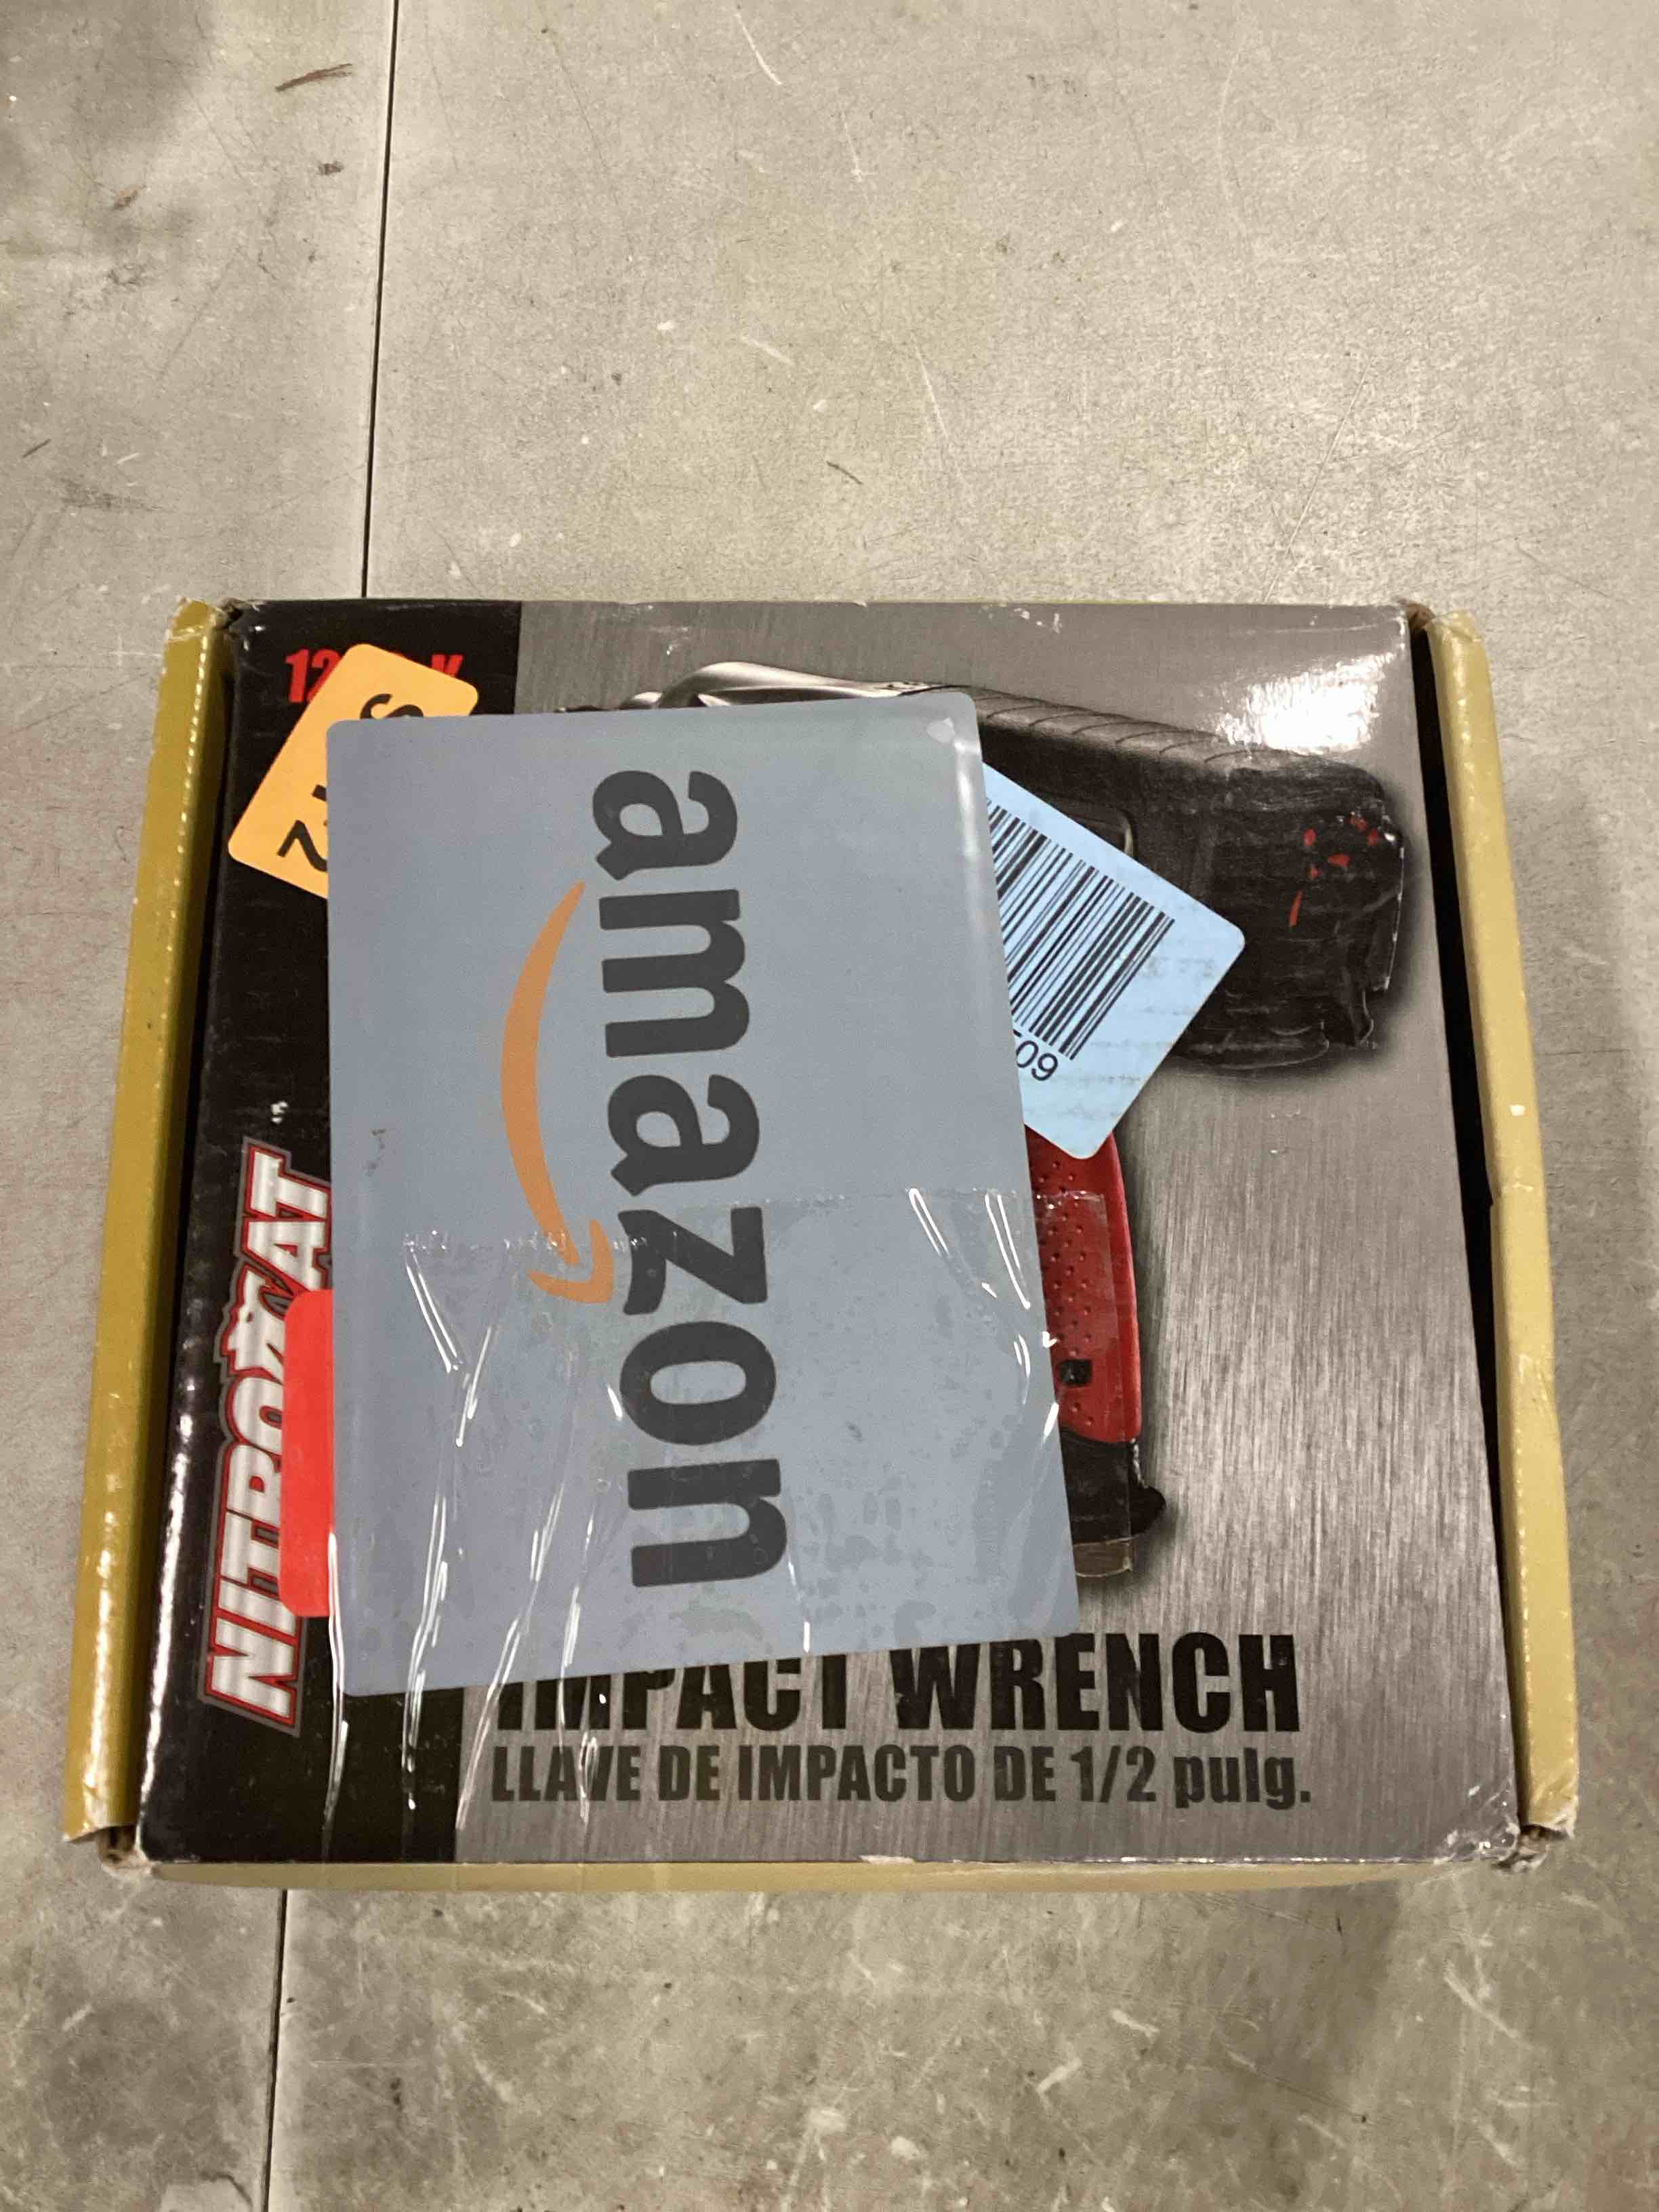 amazon
NITROCAT
IMPACT WRENCH
LLAVE DE IMPACTO DE 1/2 pulg.